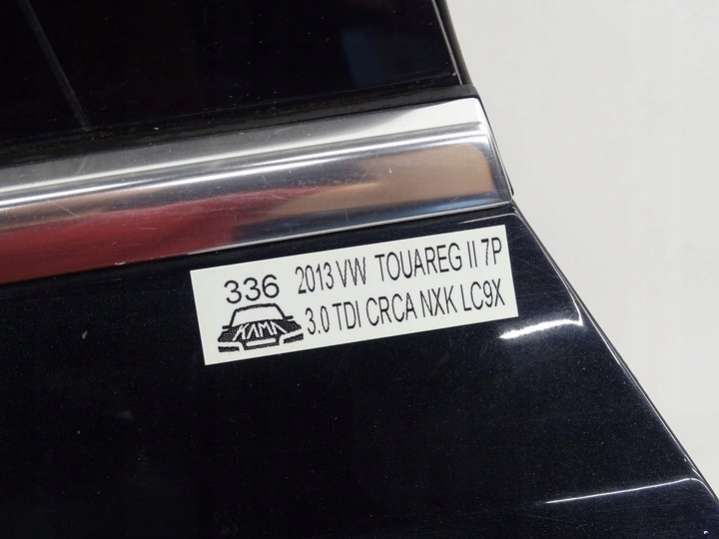 336
2013 VW TOUAREG II 7P
KAMA
3.0 TDI CRCA NXK LC9X